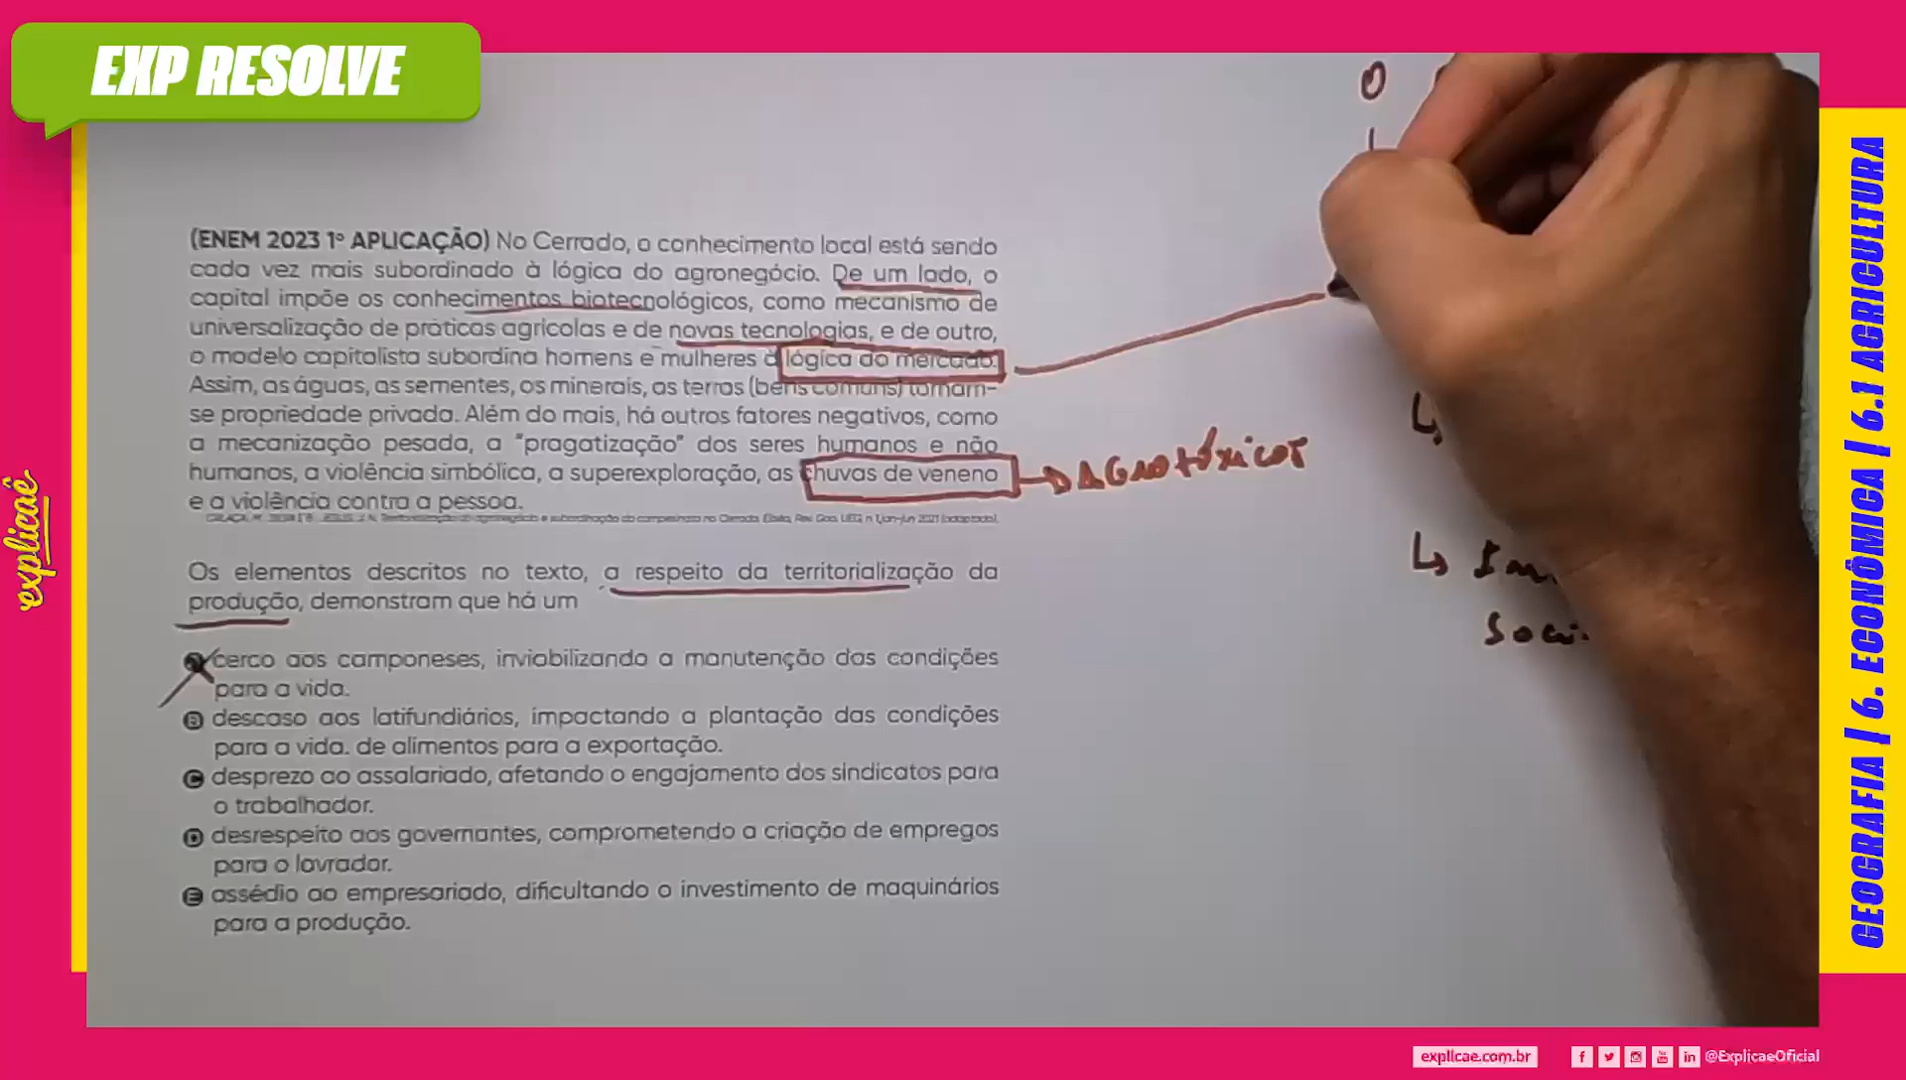 EXP RESOLVE
(ENEM 2023 1º APLICAÇÃO) No Cerrado, o conhecimento local está sendo
cada vez mais subordinado à lógica do agronegócio. De um lado, o
capital impõe os conhecimentos biotecnológicos, como mecanismo de
universalização de práticas agrícolas e de novas tecnologias, e de outro,
o modelo capitalista subordina homens e mulheres à lógica do mercado.
Assim, as águas, as sementes, os minerais, as terras (bens comuns) tornam-
se propriedade privada. Além do mais, há outros fatores negativos, como
a mecanização pesada, a "pragatização" dos seres humanos e não
humanos, a violência simbólica, a superexploração, as chuvas de veneno
e a violência contra a pessoa.
AGROTÓXICOS
Os elementos descritos no texto, a respeito da territorialização da
produção, demonstram que há um
A cerco aos camponeses, inviabilizando a manutenção das condições
para a vida.
B descaso aos latifundiários, impactando a plantação das condições
para a vida. de alimentos para a exportação.
C desprezo ao assalariado, afetando o engajamento dos sindicatos para
o trabalhador.
D desrespeito aos governantes, comprometendo a criação de empregos
para o lavrador.
E assédio ao empresariado, dificultando o investimento de maquinários
para a produção.
explicaê
GEOGRAFIA | 6. ECONÔMICA | 6.1 AGRICULTURA
explicae.com.br
@ExplicaeOficial